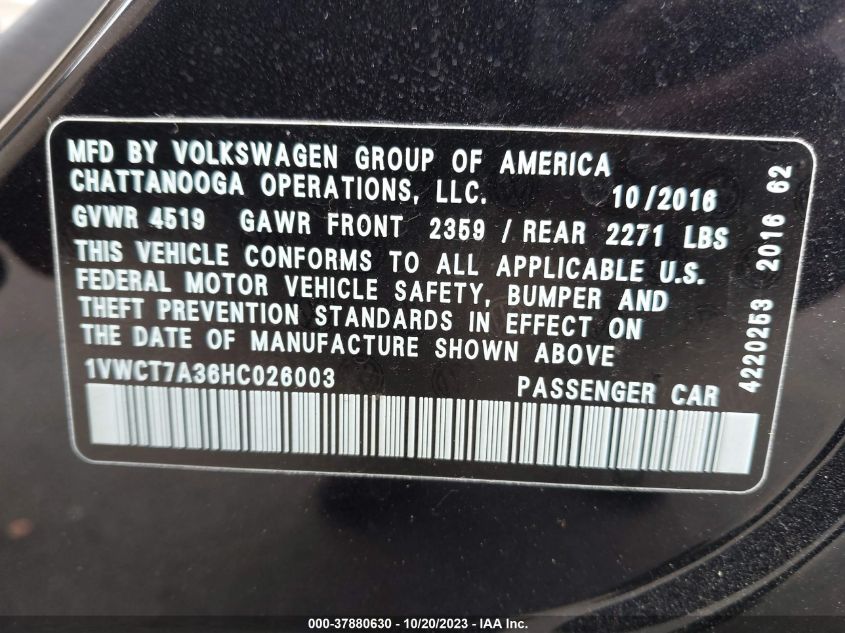 MFD BY VOLKSWAGEN GROUP OF AMERICA
CHATTANOOGA OPERATIONS, LLC. 10/2016
GVWR 4519 GAWR FRONT 2359 / REAR 2271 LBS
THIS VEHICLE CONFORMS TO ALL APPLICABLE U.S.
FEDERAL MOTOR VEHICLE SAFETY, BUMPER AND
THEFT PREVENTION STANDARDS IN EFFECT ON
THE DATE OF MANUFACTURE SHOWN ABOVE
1VWCT7A36HC026003 PASSENGER CAR
4220253 2016 62
000-37880630 - 10/20/2023 - IAA Inc.